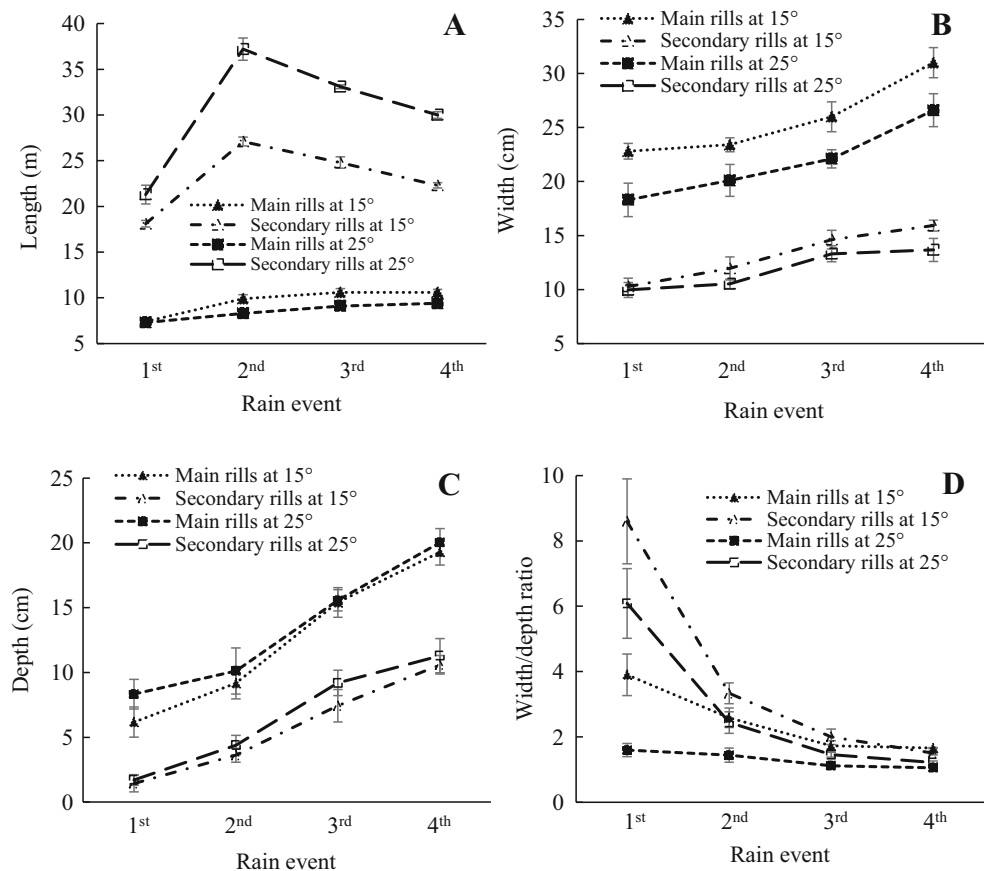 A
40
35
30
25
20
15
10
5
Length (m)
Main rills at 15°
Secondary rills at 15°
Main rills at 25°
Secondary rills at 25°
1st 2nd 3rd 4th
Rain event
B
35
30
25
20
15
10
5
Width (cm)
Main rills at 15°
Secondary rills at 15°
Main rills at 25°
Secondary rills at 25°
1st 2nd 3rd 4th
Rain event
C
25
20
15
10
5
0
Depth (cm)
Main rills at 15°
Secondary rills at 15°
Main rills at 25°
Secondary rills at 25°
1st 2nd 3rd 4th
Rain event
D
10
8
6
4
2
0
Width/depth ratio
Main rills at 15°
Secondary rills at 15°
Main rills at 25°
Secondary rills at 25°
1st 2nd 3rd 4th
Rain event